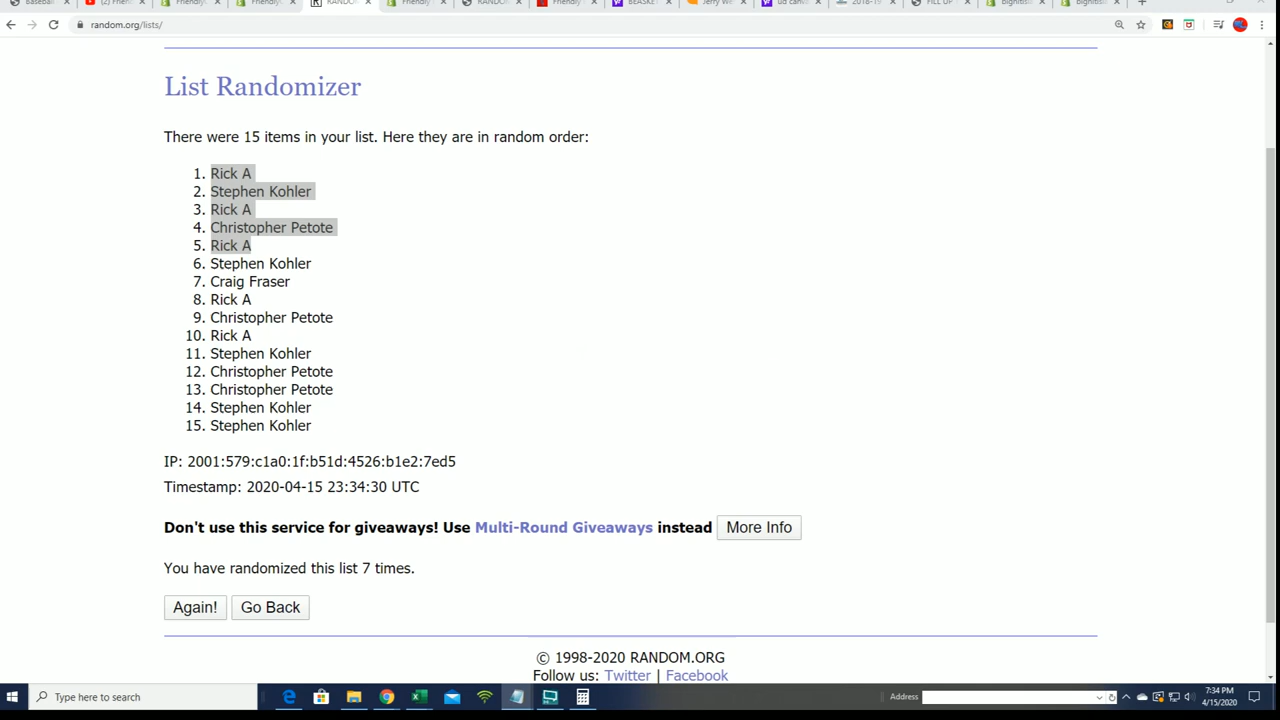 random.org/lists/
List Randomizer
There were 15 items in your list. Here they are in random order:
1. Rick A
2. Stephen Kohler
3. Rick A
4. Christopher Petote
5. Rick A
6. Stephen Kohler
7. Craig Fraser
8. Rick A
9. Christopher Petote
10. Rick A
11. Stephen Kohler
12. Christopher Petote
13. Christopher Petote
14. Stephen Kohler
15. Stephen Kohler
IP: 2001:579:c1a0:1f:b51d:4526:b1e2:7ed5
Timestamp: 2020-04-15 23:34:30 UTC
Don't use this service for giveaways! Use Multi-Round Giveaways instead More Info
You have randomized this list 7 times.
Again! Go Back
© 1998-2020 RANDOM.ORG
Follow us: Twitter | Facebook
Type here to search
Address
7:34 PM
4/15/2020